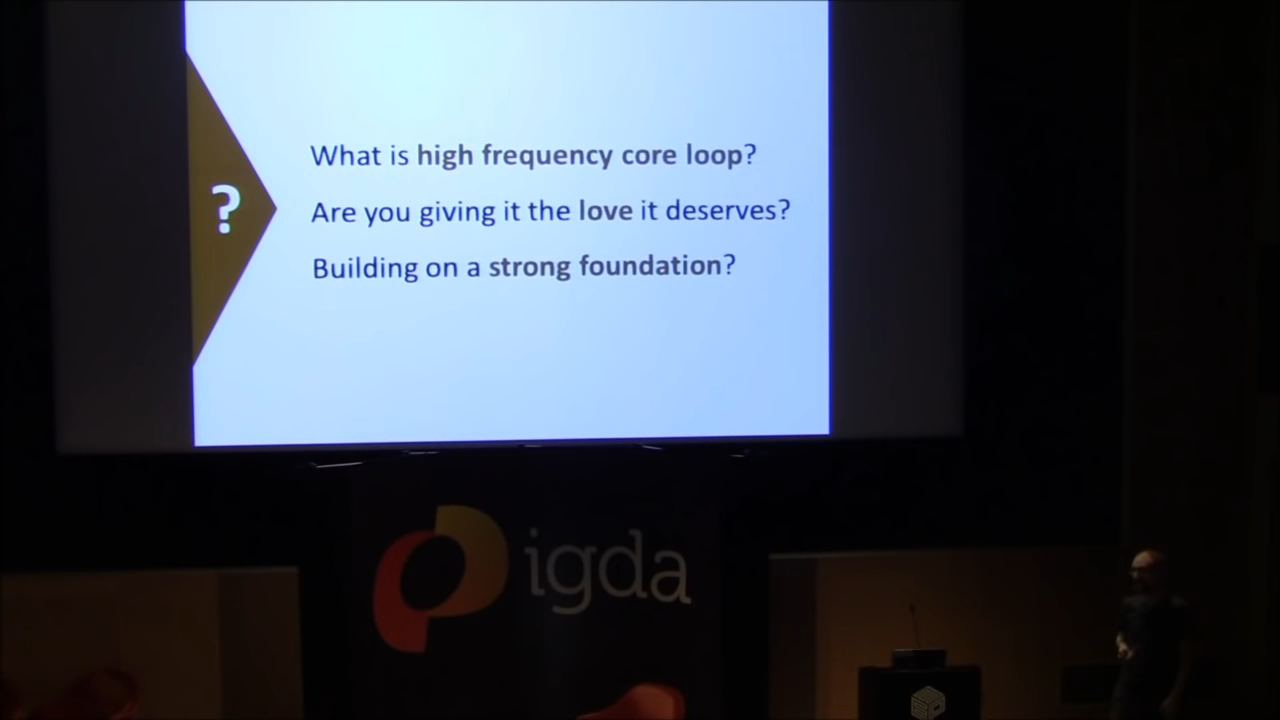 What is high frequency core loop?
?
Are you giving it the love it deserves?
Building on a strong foundation?
igda